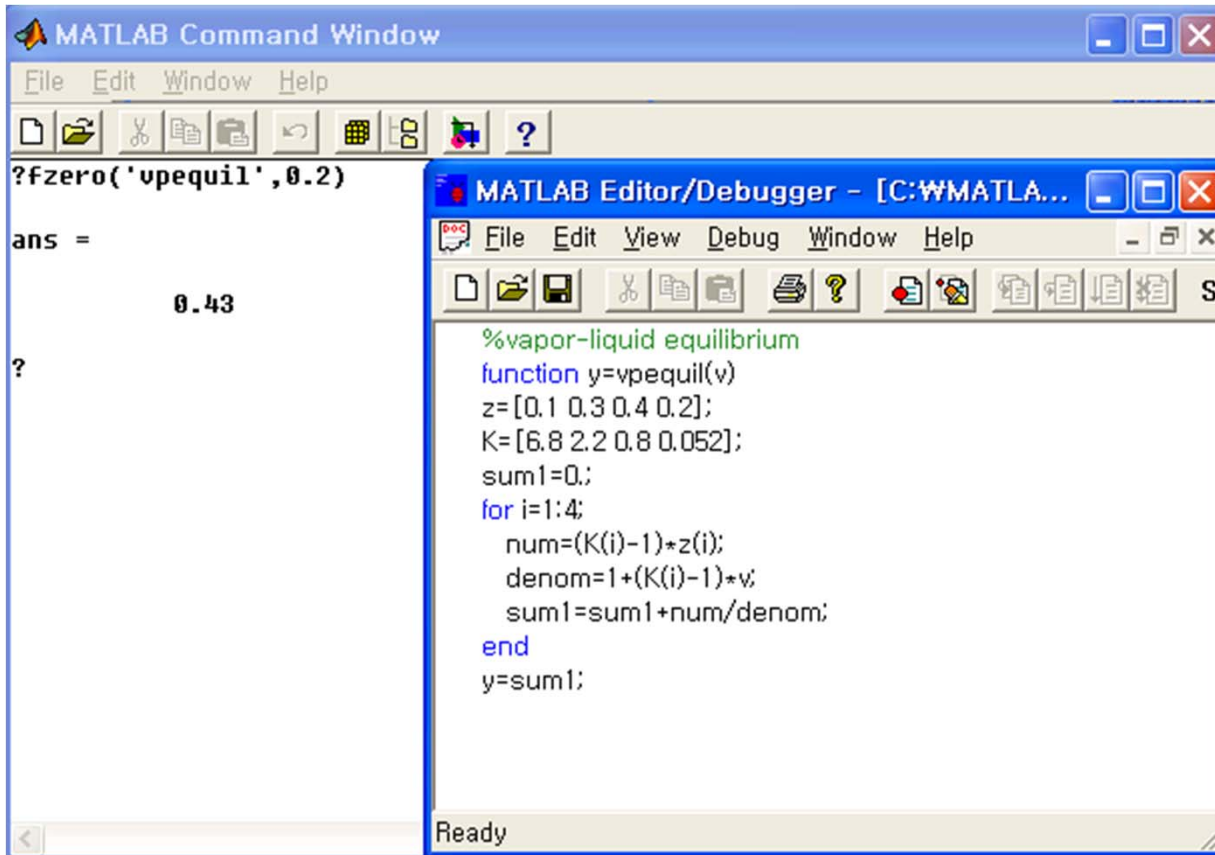 MATLAB Command Window
File Edit Window Help
?
?fzero('vpequil',0.2)
ans =
0.43
?
MATLAB Editor/Debugger - [C:₩MATLA...
DOC File Edit View Debug Window Help
? S
%vapor-liquid equilibrium
function y=vpequil(v)
z=[0.1 0.3 0.4 0.2];
K=[6.8 2.2 0.8 0.052];
sum1=0.;
for i=1:4;
num=(K(i)-1)*z(i);
denom=1+(K(i)-1)*v;
sum1=sum1+num/denom;
end
y=sum1;
Ready